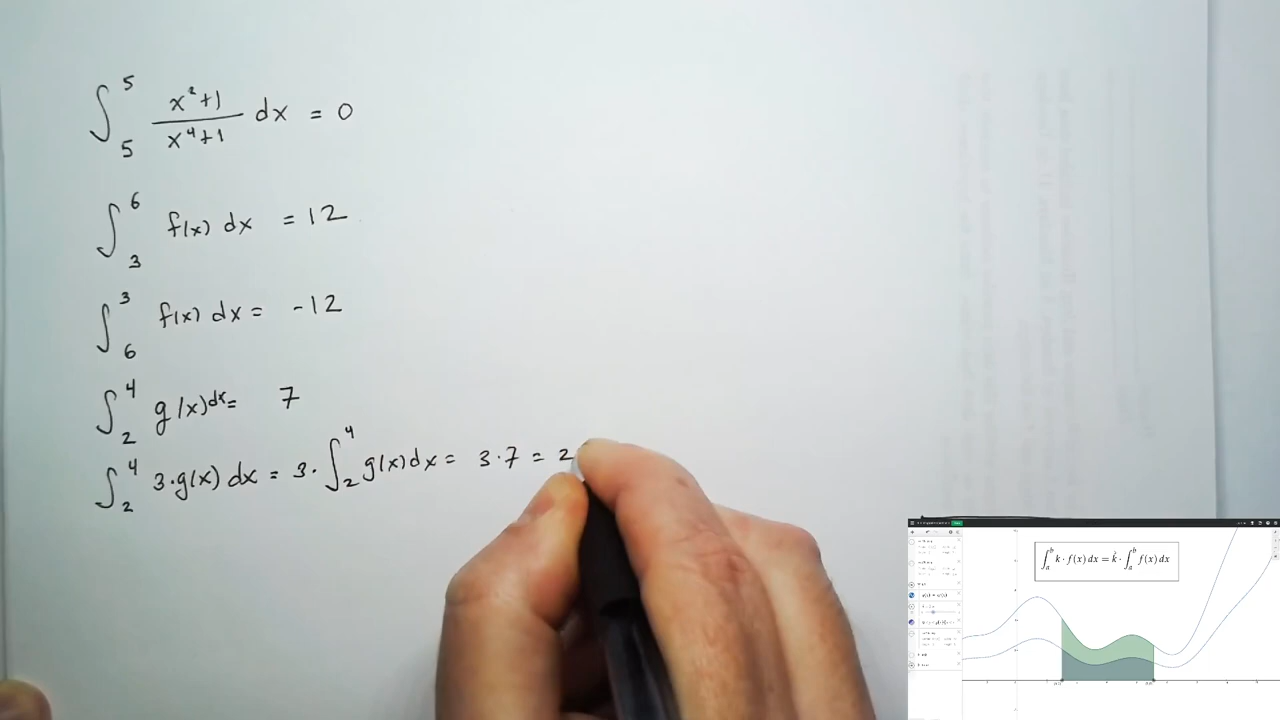 ∫₅⁵ (x²+1)/(x⁴+1) dx = 0
∫₃⁶ f(x) dx = 12
∫₆³ f(x) dx = -12
∫₂⁴ g(x)dx = 7
∫₂⁴ 3·g(x) dx = 3·∫₂⁴ g(x)dx = 3·7 = 2
∫ₐᵇ k·f(x) dx = k·∫ₐᵇ f(x) dx